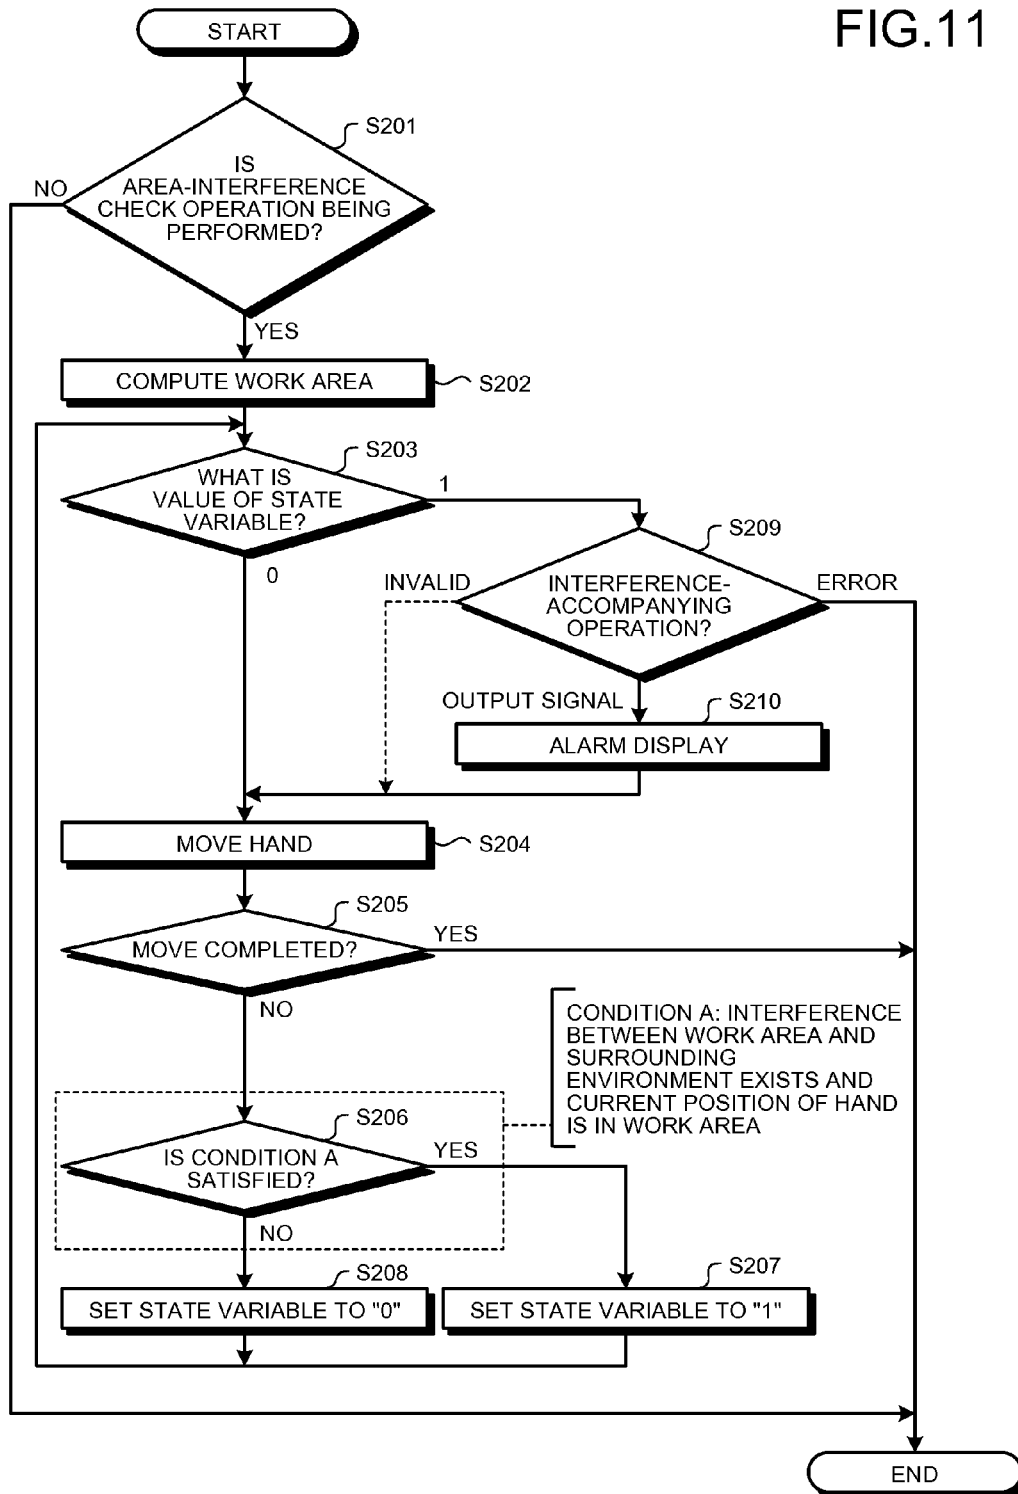 FIG.11
START
S201
IS
AREA-INTERFERENCE
CHECK OPERATION BEING
PERFORMED?
NO
YES
COMPUTE WORK AREA
S202
S203
WHAT IS
VALUE OF STATE
VARIABLE?
1
0
S209
INVALID
INTERFERENCE-
ACCOMPANYING
OPERATION?
ERROR
OUTPUT SIGNAL
S210
ALARM DISPLAY
MOVE HAND
S204
S205
MOVE COMPLETED?
YES
NO
CONDITION A: INTERFERENCE
BETWEEN WORK AREA AND
SURROUNDING
ENVIRONMENT EXISTS AND
CURRENT POSITION OF HAND
IS IN WORK AREA
S206
IS CONDITION A
SATISFIED?
YES
NO
S208
SET STATE VARIABLE TO "0"
S207
SET STATE VARIABLE TO "1"
END